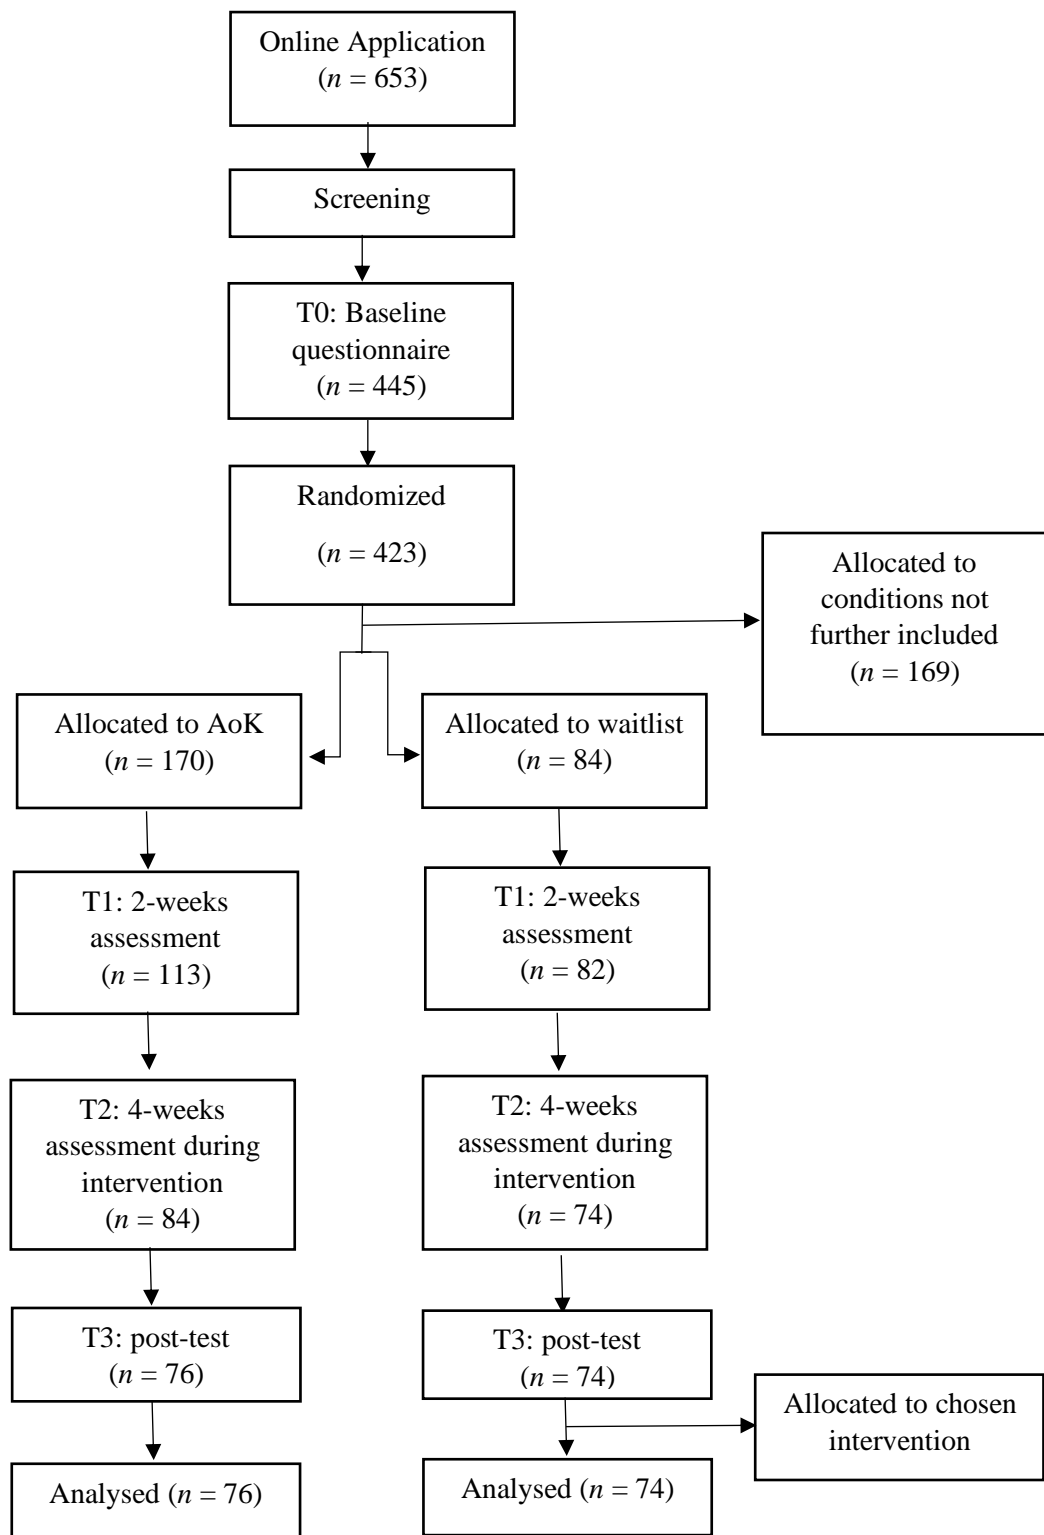 Online Application
(n = 653)
Screening
T0: Baseline
questionnaire
(n = 445)
Randomized
(n = 423)
Allocated to
conditions not
further included
(n = 169)
Allocated to AoK
(n = 170)
Allocated to waitlist
(n = 84)
T1: 2-weeks
assessment
(n = 113)
T1: 2-weeks
assessment
(n = 82)
T2: 4-weeks
assessment during
intervention
(n = 84)
T2: 4-weeks
assessment during
intervention
(n = 74)
T3: post-test
(n = 76)
T3: post-test
(n = 74)
Allocated to chosen
intervention
Analysed (n = 76)
Analysed (n = 74)